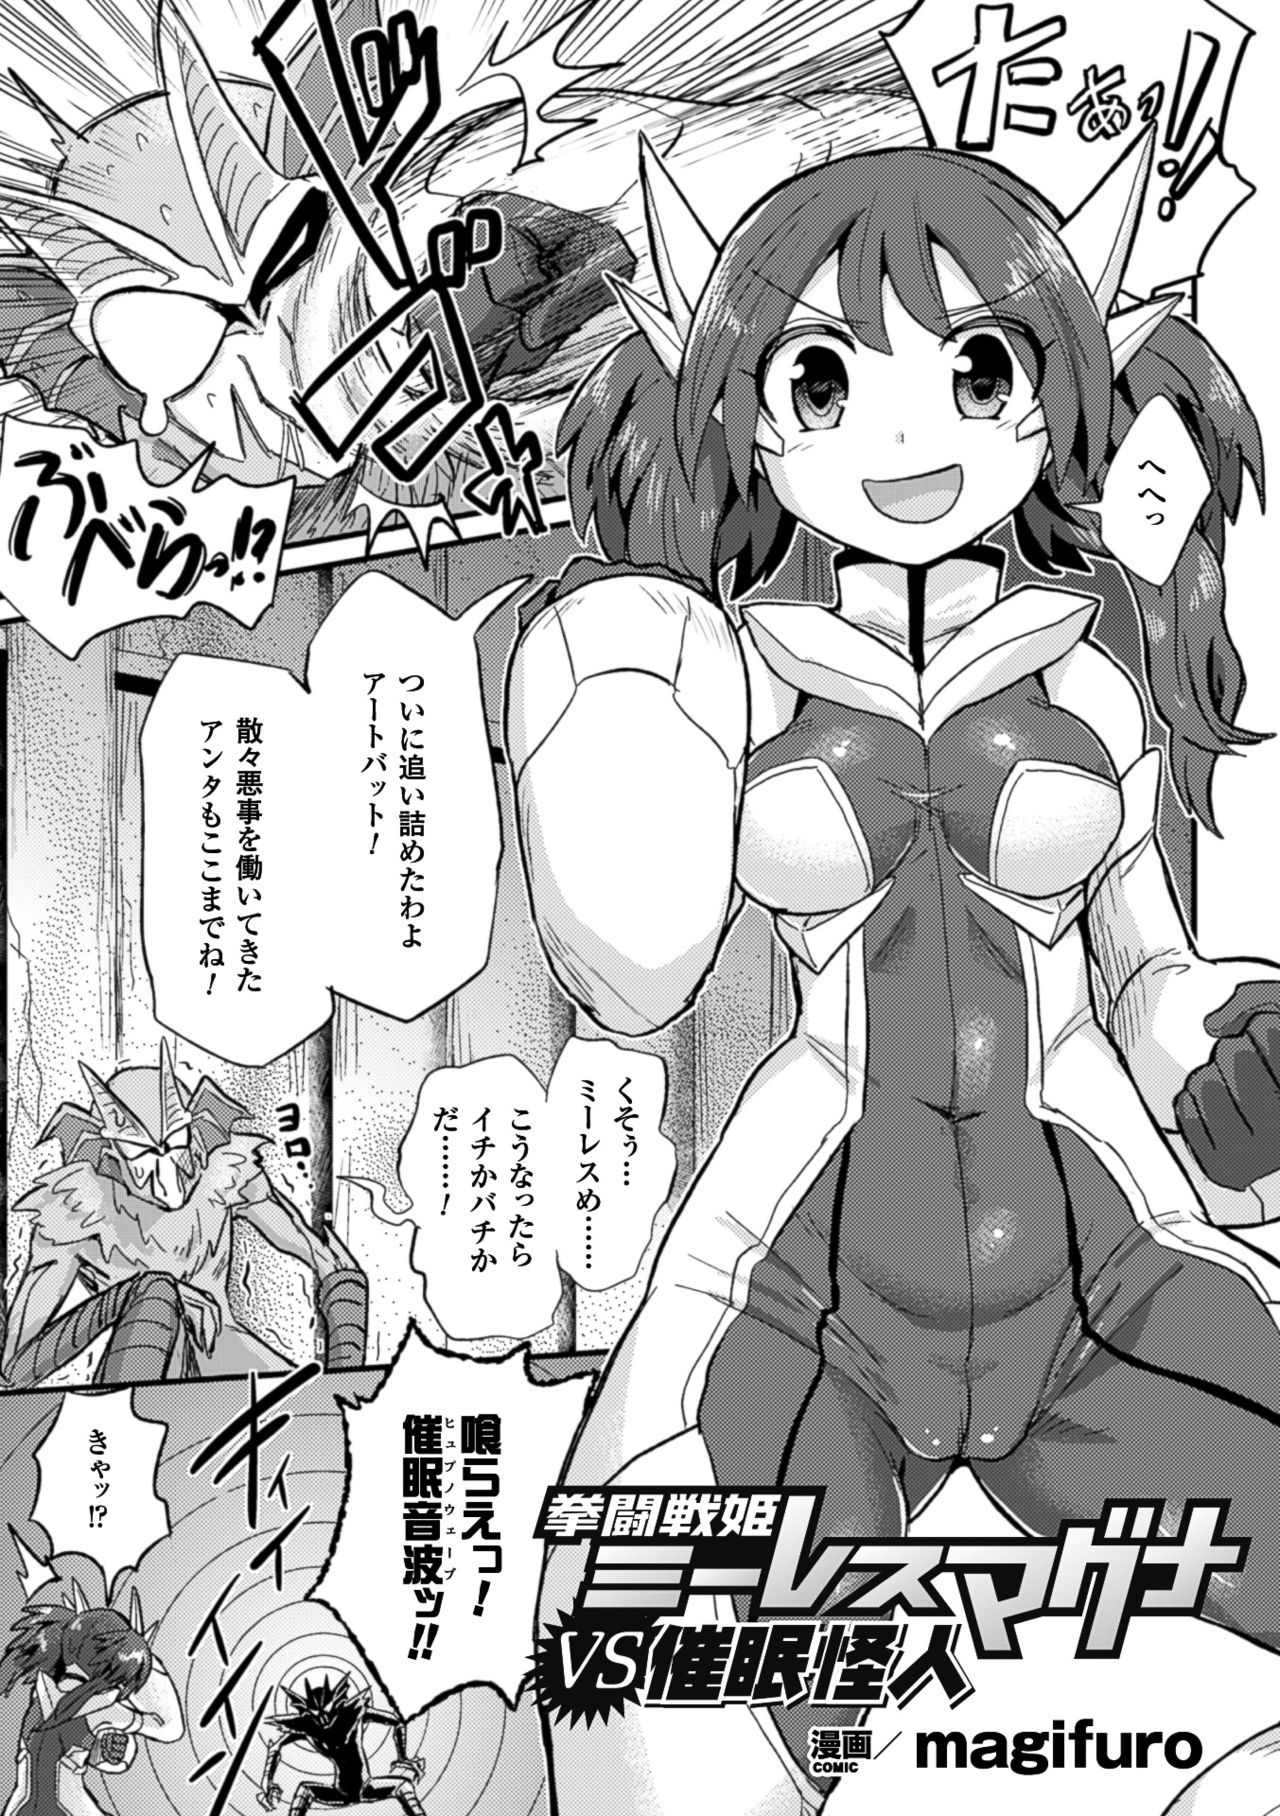 たぁっ!!
ドゴォ
ぶべらっ!?
へへっ
ついに追い詰めたわよ
アートバット!
散々悪事を働いてきた
アンタもここまでね!
ヨロ…
くそぅ…
ミーレスめ……
こうなったら
イチかバチか
だ……!
喰らえっ!
催眠音波ッ!!
ヒュプノウェーブ
キィィィ
きゃッ!?
拳闘戦姫
ミーレスマグナ
VS催眠怪人
漫画/magifuro
COMIC